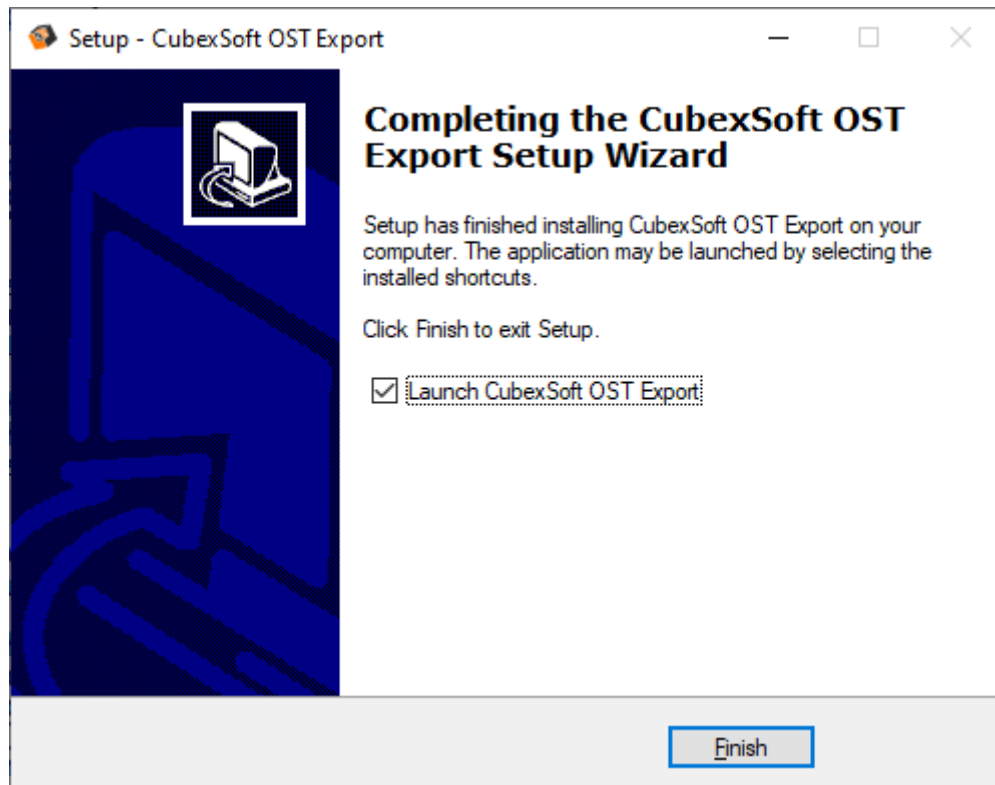 Setup - CubexSoft OST Export
Completing the CubexSoft OST
Export Setup Wizard
Setup has finished installing CubexSoft OST Export on your
computer. The application may be launched by selecting the
installed shortcuts.
Click Finish to exit Setup.
Launch CubexSoft OST Export
Finish